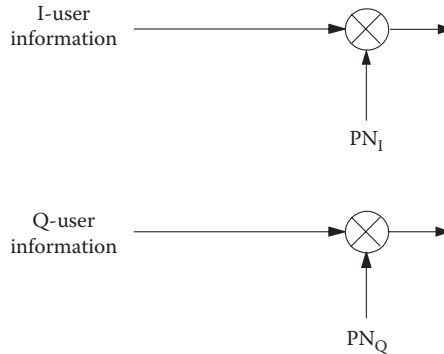 I-user
information
PN_I
Q-user
information
PN_Q